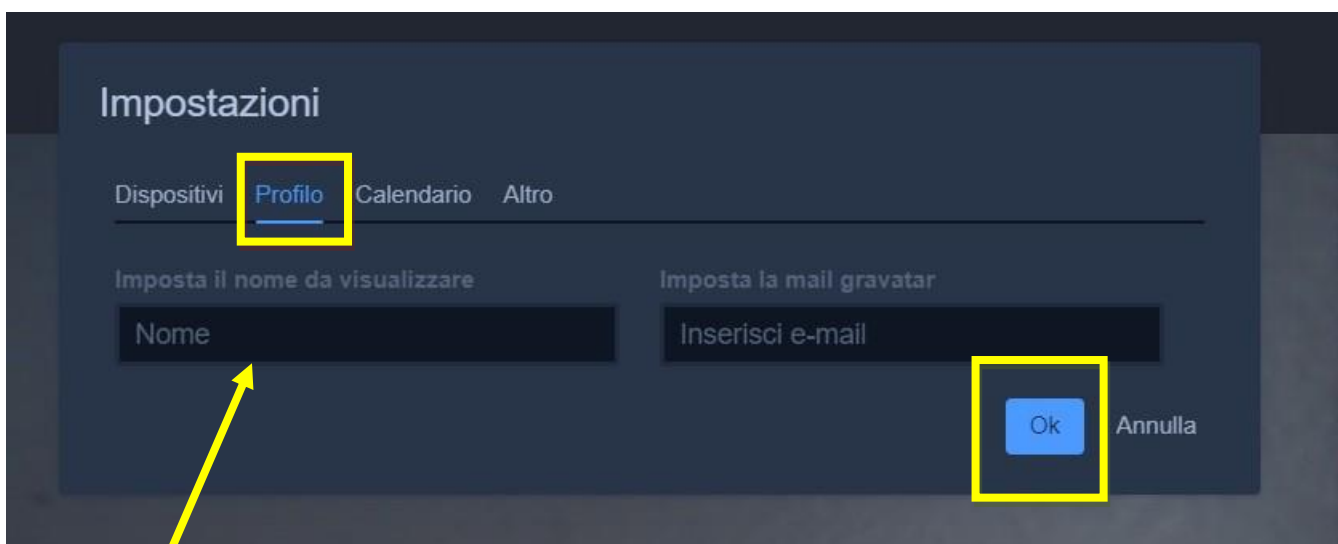 Impostazioni
Dispositivi Profilo Calendario Altro
Imposta il nome da visualizzare Imposta la mail gravatar
Nome Inserisci e-mail
Ok Annulla